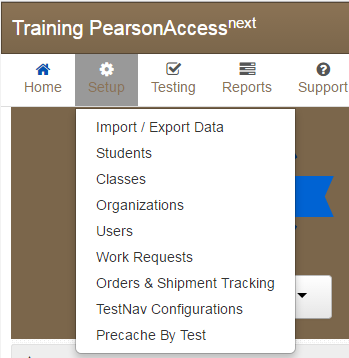 Training PearsonAccessnext
Home Setup Testing Reports Support
Import / Export Data
Students
Classes
Organizations
Users
Work Requests
Orders & Shipment Tracking
TestNav Configurations
Precache By Test